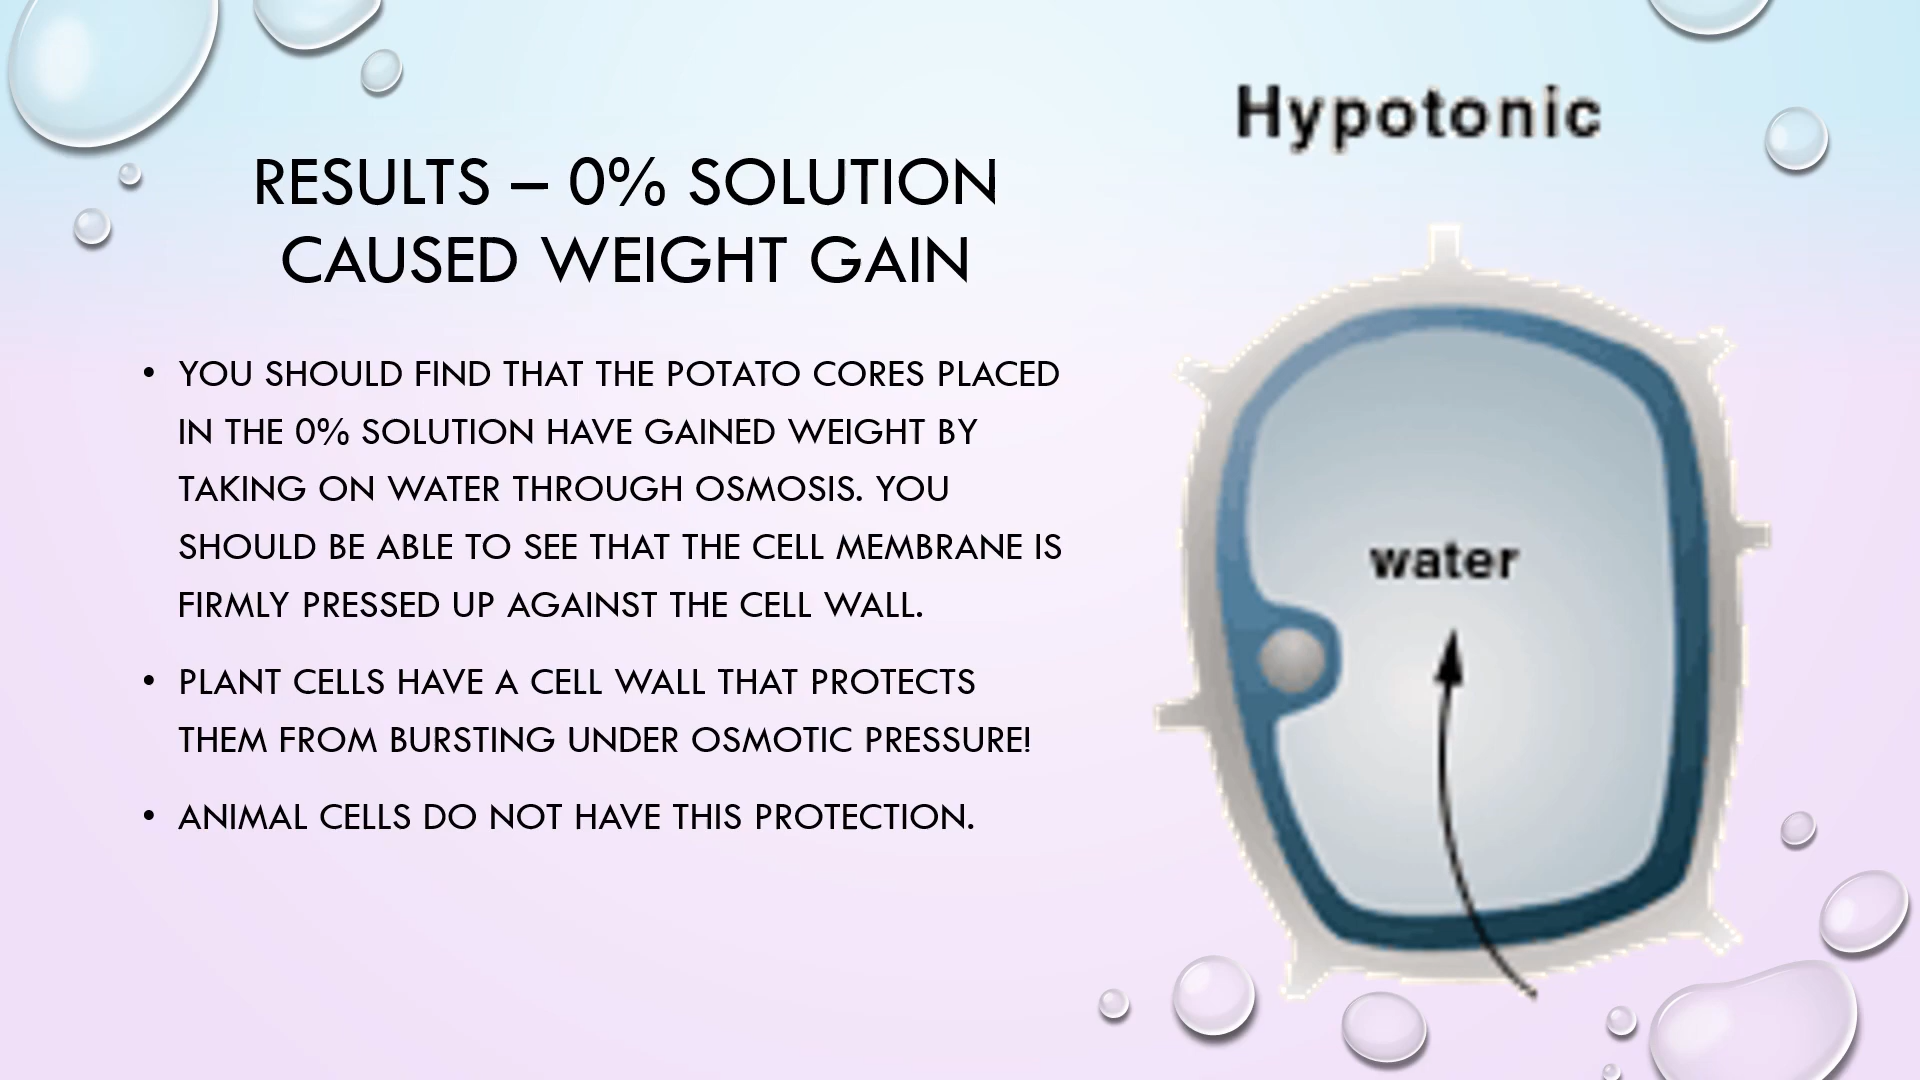 Hypotonic
RESULTS – 0% SOLUTION
CAUSED WEIGHT GAIN
• YOU SHOULD FIND THAT THE POTATO CORES PLACED
IN THE 0% SOLUTION HAVE GAINED WEIGHT BY
TAKING ON WATER THROUGH OSMOSIS. YOU
SHOULD BE ABLE TO SEE THAT THE CELL MEMBRANE IS
FIRMLY PRESSED UP AGAINST THE CELL WALL.
• PLANT CELLS HAVE A CELL WALL THAT PROTECTS
THEM FROM BURSTING UNDER OSMOTIC PRESSURE!
• ANIMAL CELLS DO NOT HAVE THIS PROTECTION.
water